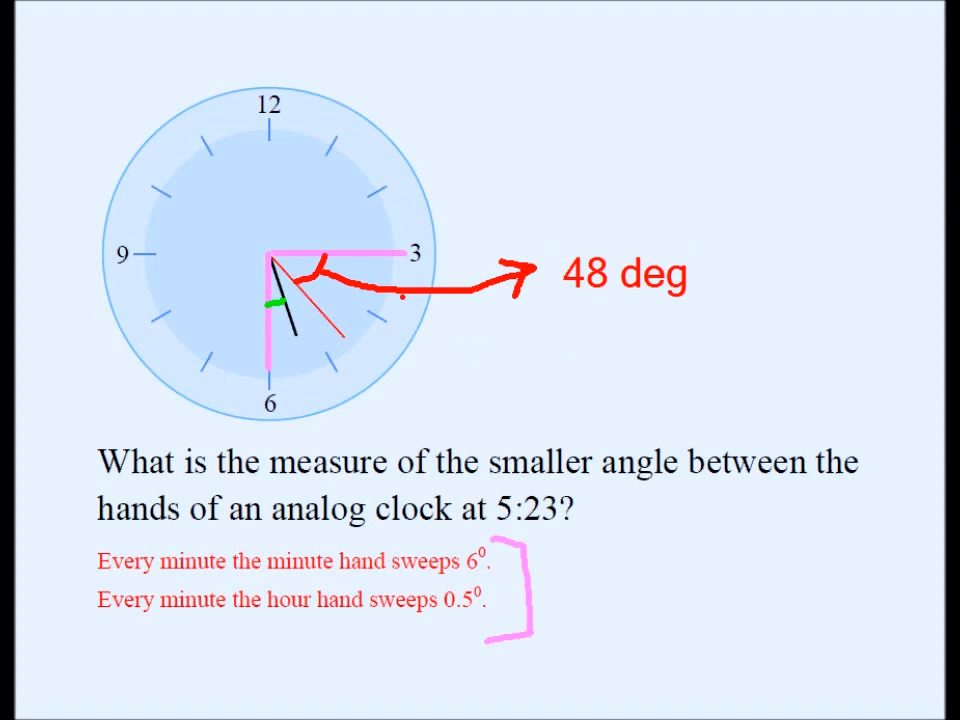 12
9
3
48 deg
6
What is the measure of the smaller angle between the
hands of an analog clock at 5:23?
Every minute the minute hand sweeps 6⁰.
Every minute the hour hand sweeps 0.5⁰.